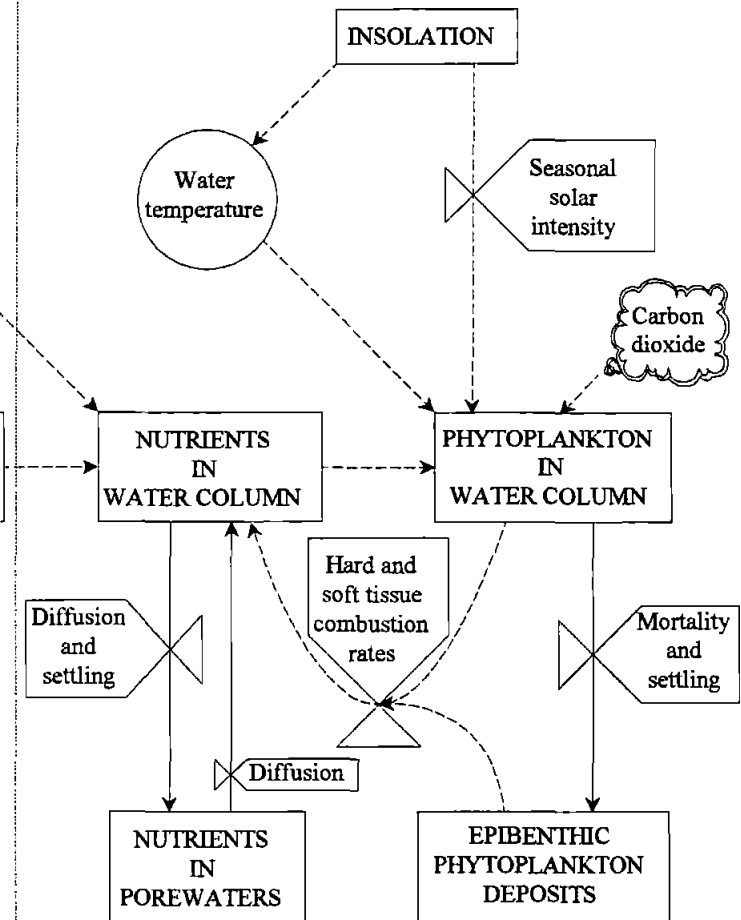 INSOLATION
Water
temperature
Seasonal
solar
intensity
Carbon
dioxide
NUTRIENTS
IN
WATER COLUMN
PHYTOPLANKTON
IN
WATER COLUMN
Hard and
soft tissue
combustion
rates
Diffusion
and
settling
Mortality
and
settling
Diffusion
NUTRIENTS
IN
POREWATERS
EPIBENTHIC
PHYTOPLANKTON
DEPOSITS